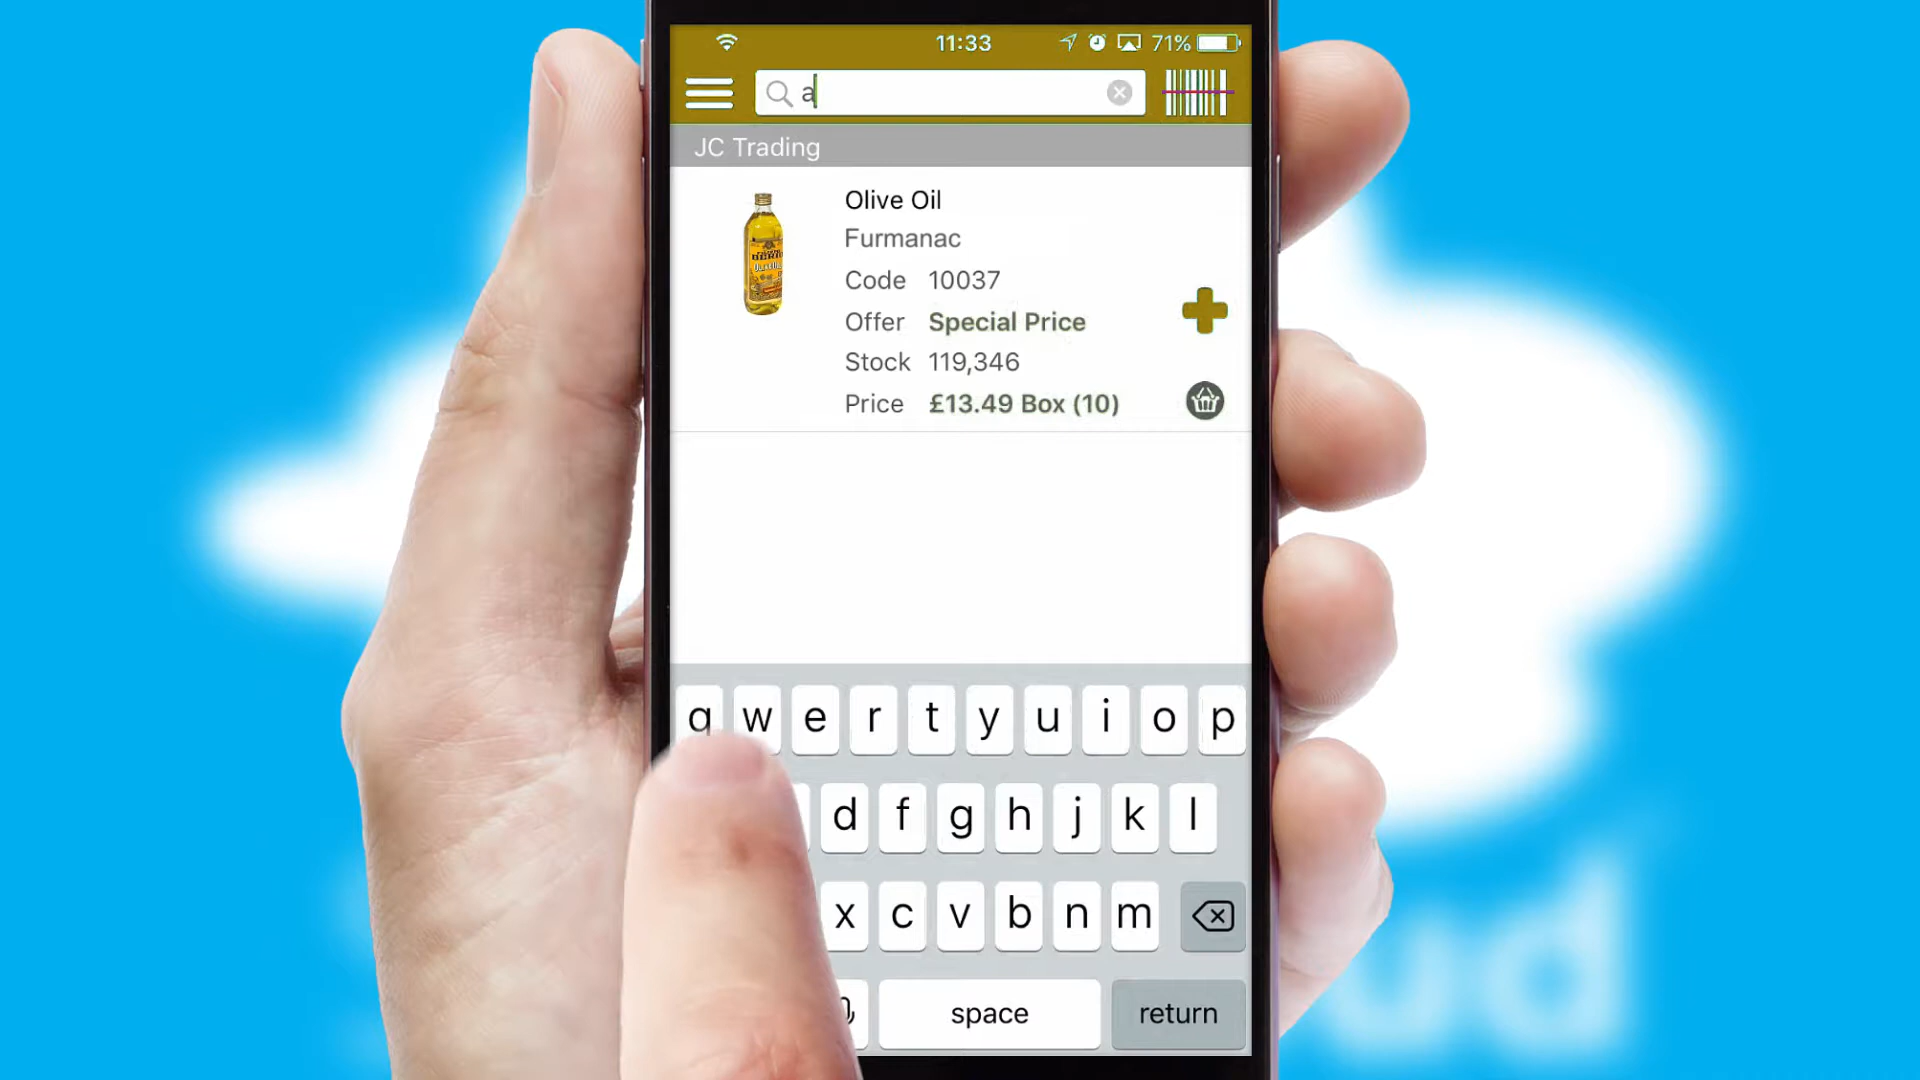 11:33 71%
a
JC Trading
Olive Oil
Furmanac
Code 10037
Offer Special Price
Stock 119,346
Price £13.49 Box (10)
q w e r t y u i o p
d f g h j k l
x c v b n m
space return
ud